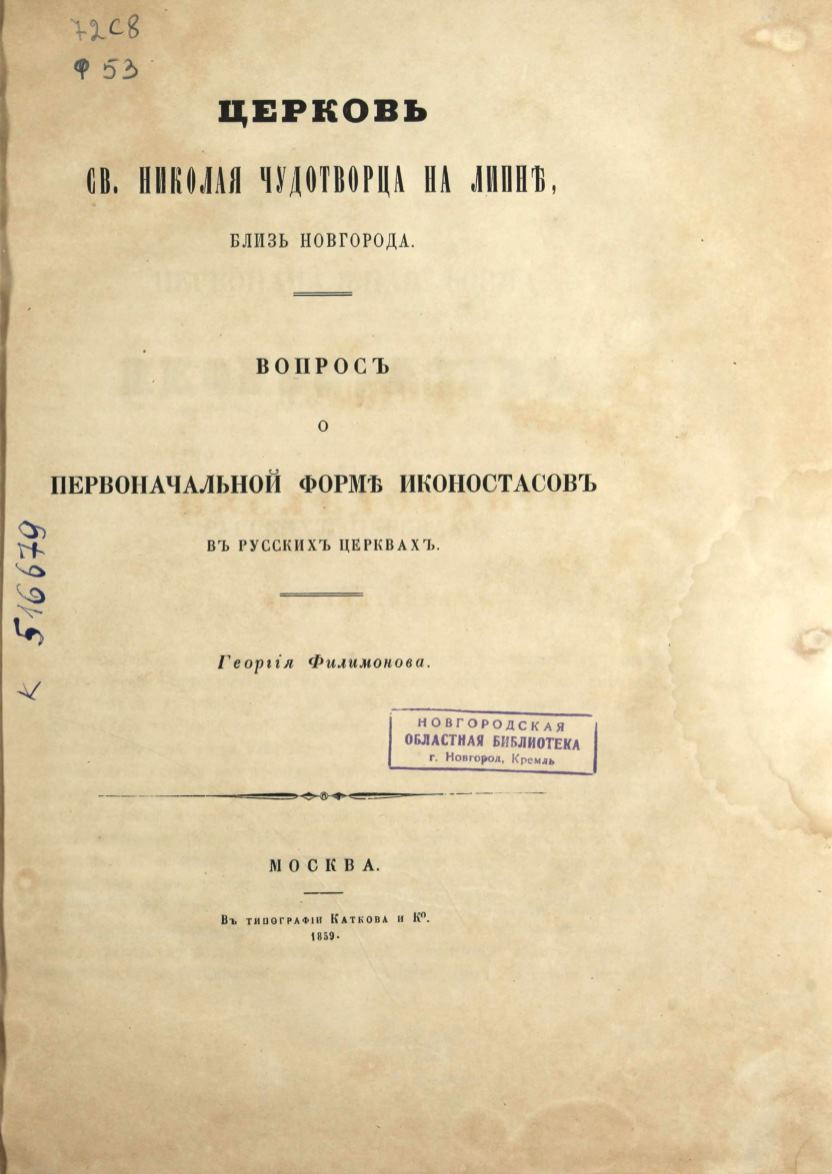 72С8
Ф 53
ЦЕРКОВЬ
СВ. НИКОЛАЯ ЧУДОТВОРЦА НА ЛИПНѢ,
БЛИЗЬ НОВГОРОДА.
ВОПРОСЪ
О
ПЕРВОНАЧАЛЬНОЙ ФОРМѢ ИКОНОСТАСОВЪ
ВЪ РУССКИХЪ ЦЕРКВАХЪ.
К 516679
Георгія Филимонова.
НОВГОРОДСКАЯ
ОБЛАСТНАЯ БИБЛИОТЕКА
г. Новгород, Кремль
МОСКВА.
Въ типографіи Каткова и Ко.
1859.